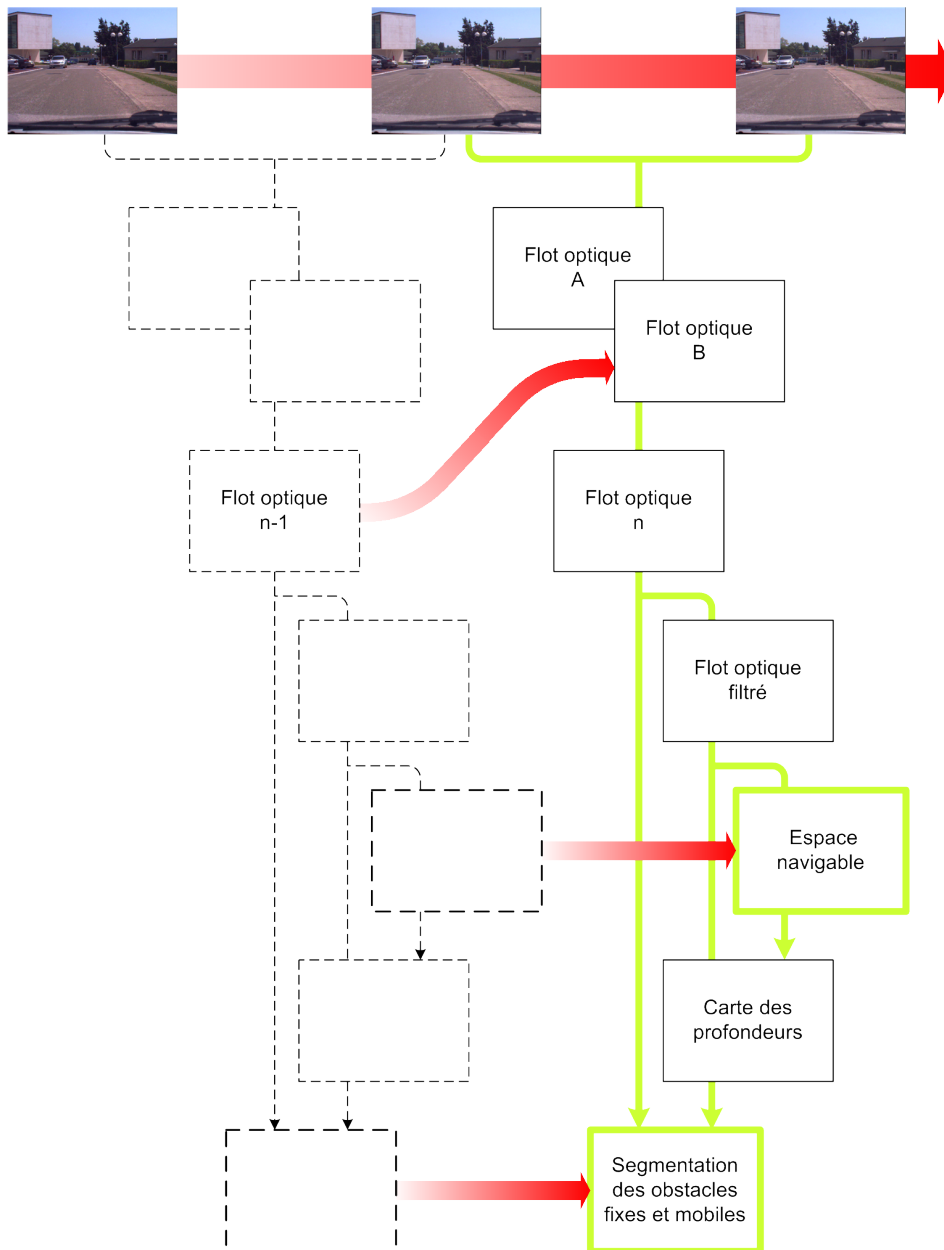 Flot optique
A
Flot optique
B
Flot optique
n-1
Flot optique
n
Flot optique
filtré
Espace
navigable
Carte des
profondeurs
Segmentation
des obstacles
fixes et mobiles